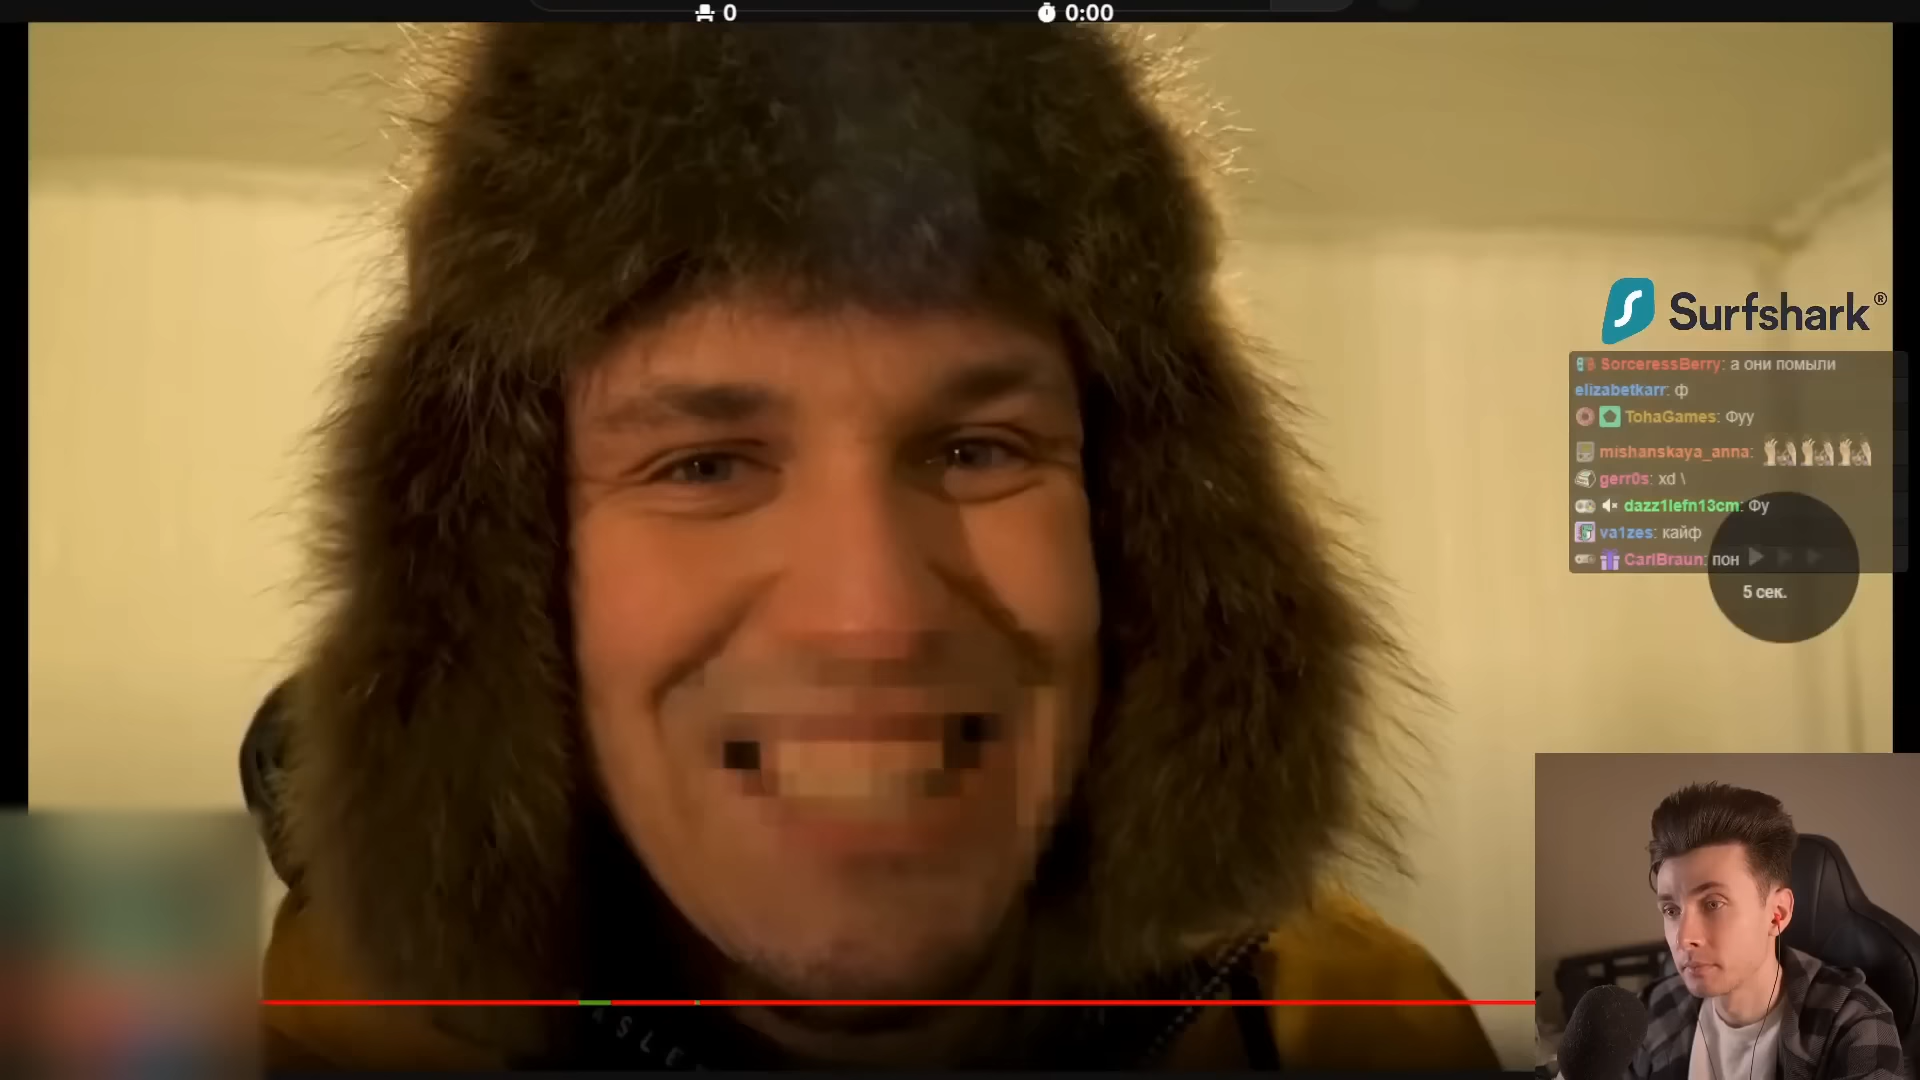 0
0:00
Surfshark®
SorceressBerry: а они помыли
elizabetkarr: ф
TohaGames: Фуу
mishanskaya_anna:
gerr0s: xd \
dazz1lefn13cm: Фу
va1zes: кайф
CarlBraun: пон
5 сек.
ASLE